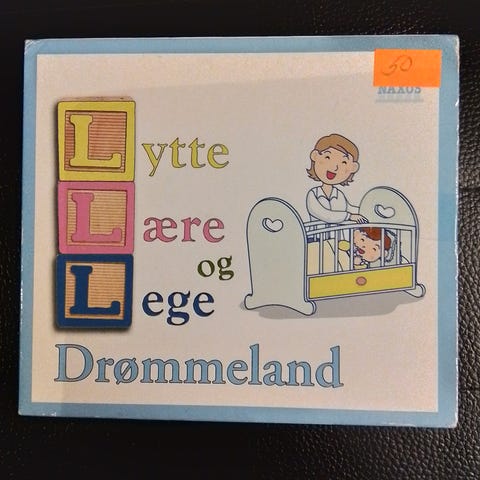 50
NAXOS
Lytte
Lære
og
Lege
Drømmeland